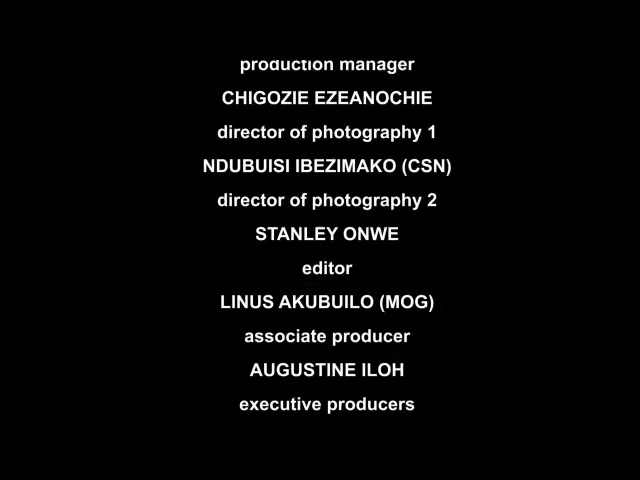 production manager
CHIGOZIE EZEANOCHIE
director of photography 1
NDUBUISI IBEZIMAKO (CSN)
director of photography 2
STANLEY ONWE
editor
LINUS AKUBUILO (MOG)
associate producer
AUGUSTINE ILOH
executive producers